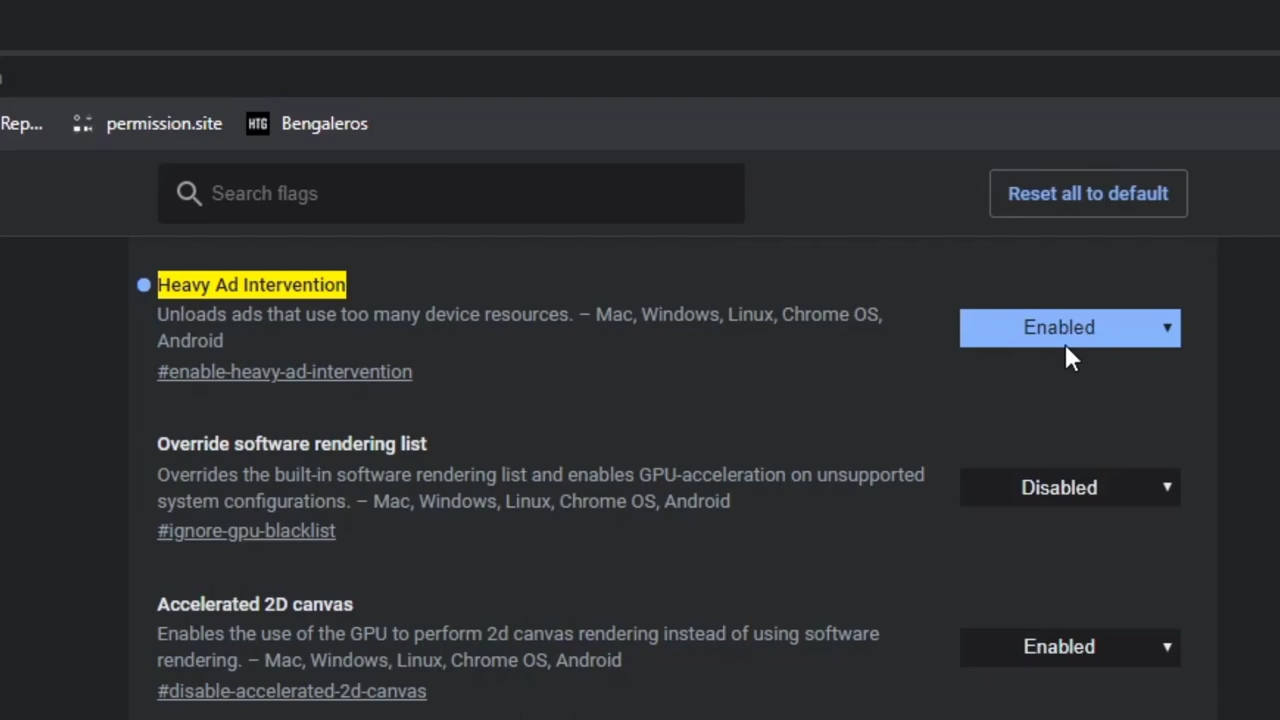 Rep...
permission.site
HTG Bengaleros
Search flags
Reset all to default
Heavy Ad Intervention
Unloads ads that use too many device resources. – Mac, Windows, Linux, Chrome OS,
Android
#enable-heavy-ad-intervention
Enabled
Override software rendering list
Overrides the built-in software rendering list and enables GPU-acceleration on unsupported
system configurations. – Mac, Windows, Linux, Chrome OS, Android
#ignore-gpu-blacklist
Disabled
Accelerated 2D canvas
Enables the use of the GPU to perform 2d canvas rendering instead of using software
rendering. – Mac, Windows, Linux, Chrome OS, Android
#disable-accelerated-2d-canvas
Enabled